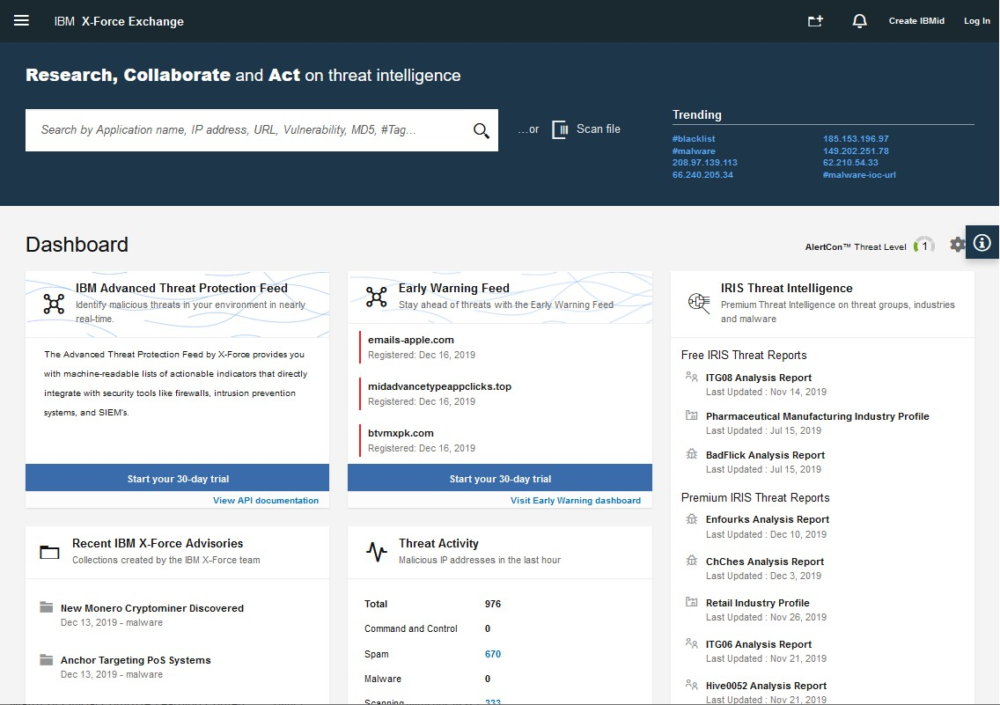 IBM X-Force Exchange
Create IBMid
Log In
Research, Collaborate and Act on threat intelligence
Search by Application name, IP address, URL, Vulnerability, MD5, #Tag...
...or
Scan file
Trending
#blacklist
#malware
208.97.139.113
66.240.205.34
185.153.196.97
149.202.251.78
62.210.54.33
#malware-ioc-url
Dashboard
AlertCon™ Threat Level
1
IBM Advanced Threat Protection Feed
Identify malicious threats in your environment in nearly
real-time.
The Advanced Threat Protection Feed by X-Force provides you
with machine-readable lists of actionable indicators that directly
integrate with security tools like firewalls, intrusion prevention
systems, and SIEM's.
Start your 30-day trial
View API documentation
Early Warning Feed
Stay ahead of threats with the Early Warning Feed
emails-apple.com
Registered: Dec 16, 2019
midadvancetypeappclicks.top
Registered: Dec 16, 2019
btvmxpk.com
Registered: Dec 16, 2019
Start your 30-day trial
Visit Early Warning dashboard
IRIS Threat Intelligence
Premium Threat Intelligence on threat groups, industries
and malware
Free IRIS Threat Reports
ITG08 Analysis Report
Last Updated : Nov 14, 2019
Pharmaceutical Manufacturing Industry Profile
Last Updated : Jul 15, 2019
BadFlick Analysis Report
Last Updated : Jul 15, 2019
Premium IRIS Threat Reports
Enfourks Analysis Report
Last Updated : Dec 10, 2019
ChChes Analysis Report
Last Updated : Dec 3, 2019
Retail Industry Profile
Last Updated : Nov 26, 2019
ITG06 Analysis Report
Last Updated : Nov 21, 2019
Hive0052 Analysis Report
Last Updated : Nov 21, 2019
Recent IBM X-Force Advisories
Collections created by the IBM X-Force team
New Monero Cryptominer Discovered
Dec 13, 2019 - malware
Anchor Targeting PoS Systems
Dec 13, 2019 - malware
Threat Activity
Malicious IP addresses in the last hour
Total 976
Command and Control 0
Spam 670
Malware 0
Scanning 333